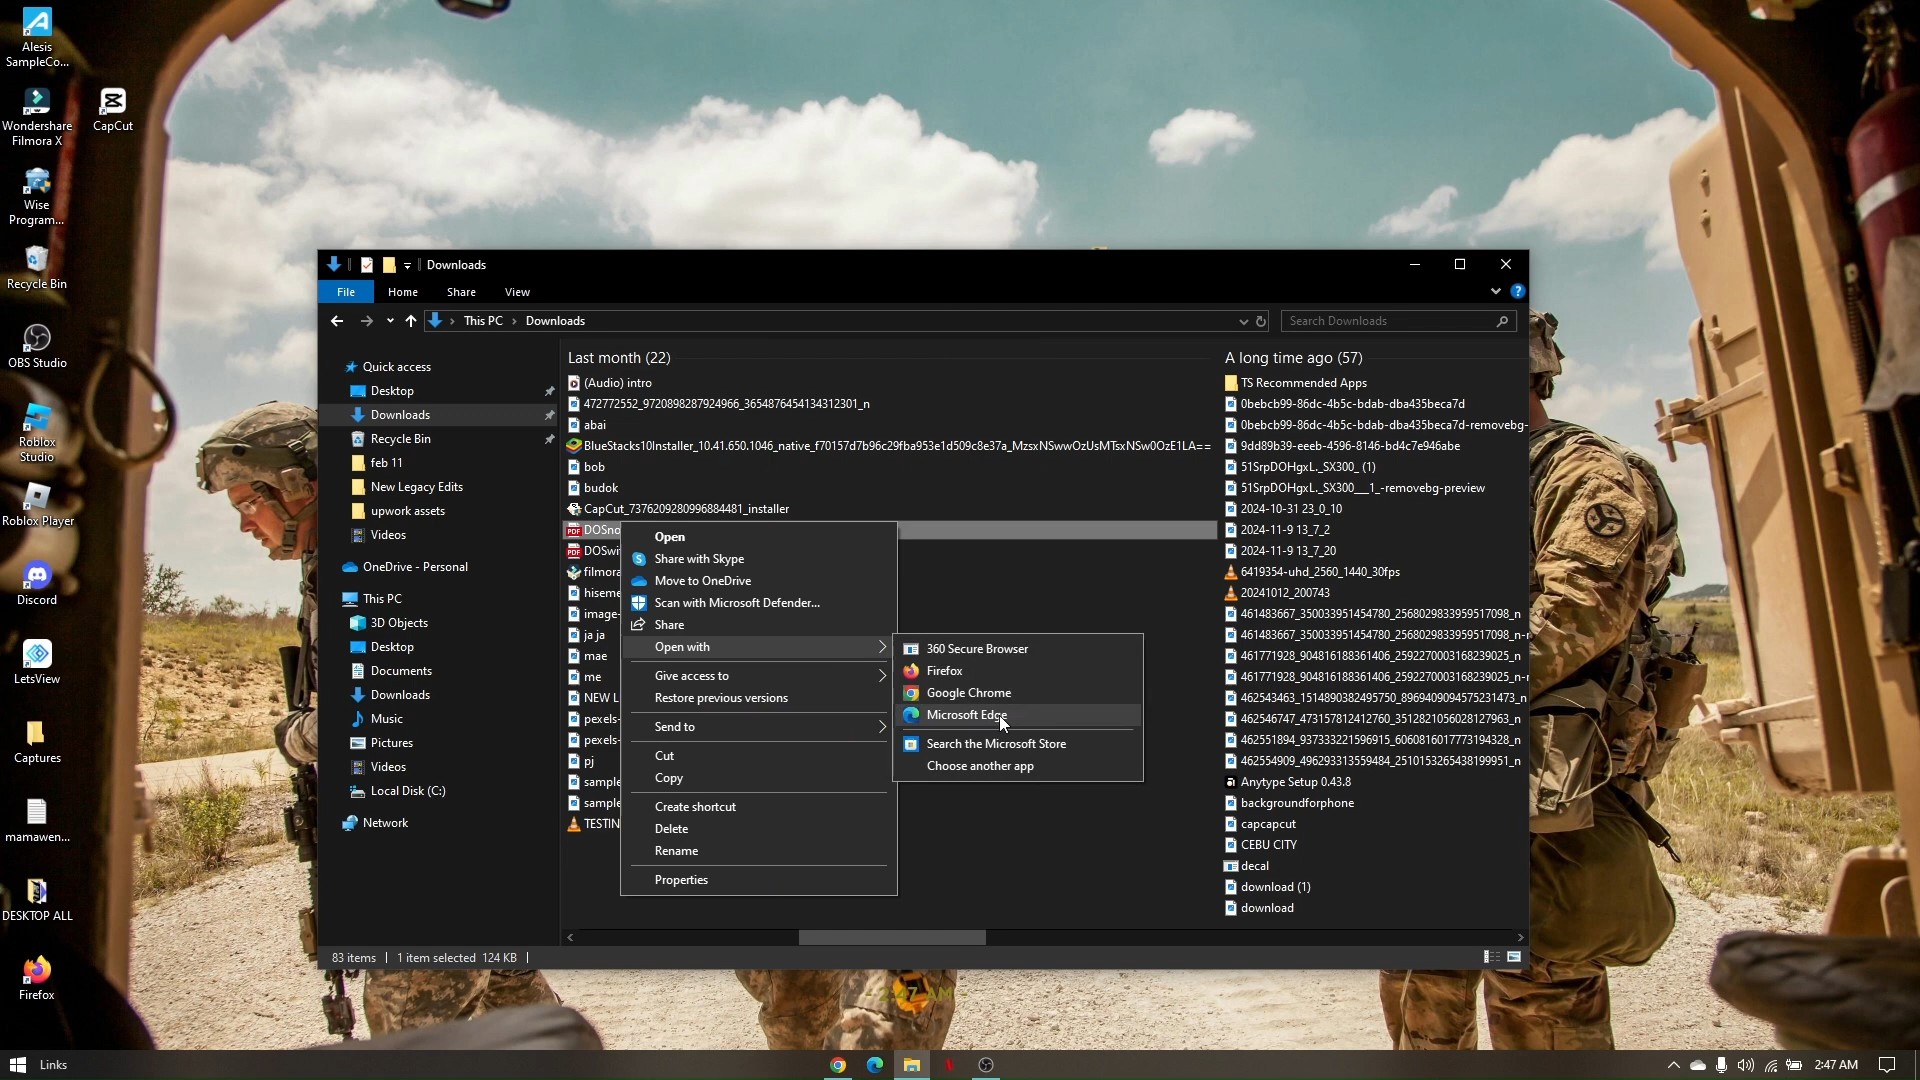 Alesis
SampleCo...
Wondershare
Filmora X
CapCut
Wise
Program...
Recycle Bin
OBS Studio
Roblox
Studio
Roblox Player
Discord
LetsView
Captures
mamawen...
DESKTOP ALL
Firefox
Downloads
File
Home
Share
View
This PC
Downloads
Search Downloads
Quick access
Desktop
Downloads
Recycle Bin
feb 11
New Legacy Edits
upwork assets
Videos
OneDrive - Personal
This PC
3D Objects
Desktop
Documents
Downloads
Music
Pictures
Videos
Local Disk (C:)
Network
Last month (22)
(Audio) intro
472772552_9720898287924966_3654876454134312301_n
abai
BlueStacks10Installer_10.41.650.1046_native_f70157d7b96c29fba953e1d509c8e37a_MzsxNSwwOzUsMTsxNSw0OzE1LA==
bob
budok
CapCut_7376209280996884481_installer
DOSno
DOSwi
filmora
hiseme
image-
ja ja
mae
me
NEW L
pexels-
pexels-
pj
sample
sample
TESTIN
Open
Share with Skype
Move to OneDrive
Scan with Microsoft Defender...
Share
Open with
Give access to
Restore previous versions
Send to
Cut
Copy
Create shortcut
Delete
Rename
Properties
360 Secure Browser
Firefox
Google Chrome
Microsoft Edge
Search the Microsoft Store
Choose another app
A long time ago (57)
TS Recommended Apps
0bebcb99-86dc-4b5c-bdab-dba435beca7d
0bebcb99-86dc-4b5c-bdab-dba435beca7d-removebg-
9dd89b39-eeeb-4596-8146-bd4c7e946abe
51SrpDOHgxL._SX300_ (1)
51SrpDOHgxL._SX300___1_-removebg-preview
2024-10-31 23_0_10
2024-11-9 13_7_2
2024-11-9 13_7_20
6419354-uhd_2560_1440_30fps
20241012_200743
461483667_350033951454780_2568029833959517098_n
461483667_350033951454780_2568029833959517098_n-r
461771928_904816188361406_2592270003168239025_n
461771928_904816188361406_2592270003168239025_n-r
462543463_1514890382495750_8969409094575231473_n
462546747_473157812412760_3512821056028127963_n
462551894_937333221596915_6060816017773194328_n
462554909_496293313559484_2510153265438199951_n
Anytype Setup 0.43.8
backgroundforphone
capcapcut
CEBU CITY
decal
download (1)
download
83 items
1 item selected 124 KB
2:47 AM
Links
2:47 AM